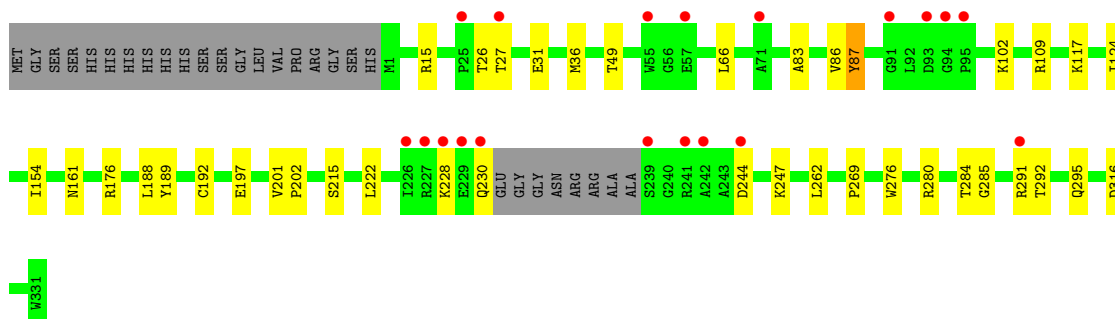 MET GLY SER SER HIS HIS HIS HIS HIS HIS SER SER GLY LEU VAL PRO ARG GLY SER HIS M1 R15 P25 T26 T27 E31 M36 T49 W55 G56 E57 L66 A71 A83 V86 Y87 G91 L92 D93 G94 P95 K102 R109 K117
I154 N161 R176 L188 Y189 C192 E197 V201 P202 S215 L222 I226 R227 K228 E229 Q230 GLU GLY GLY ASN ARG ARG ALA ALA S239 G240 R241 A242 A243 D244 K247 L262 P269 W276 R280 T284 G285 R291 T292 Q295
W331